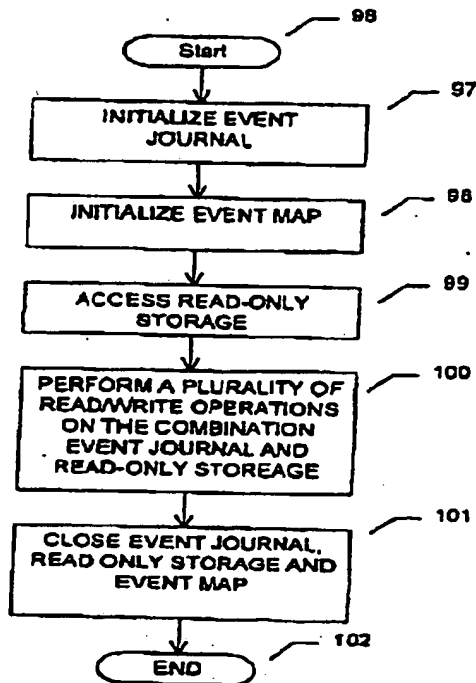 98
Start
97
INITIALIZE EVENT
JOURNAL
98
INITIALIZE EVENT MAP
99
ACCESS READ-ONLY
STORAGE
100
PERFORM A PLURALITY OF
READ/WRITE OPERATIONS
ON THE COMBINATION
EVENT JOURNAL AND
READ-ONLY STOREAGE
101
CLOSE EVENT JOURNAL,
READ ONLY STORAGE AND
EVENT MAP
102
END